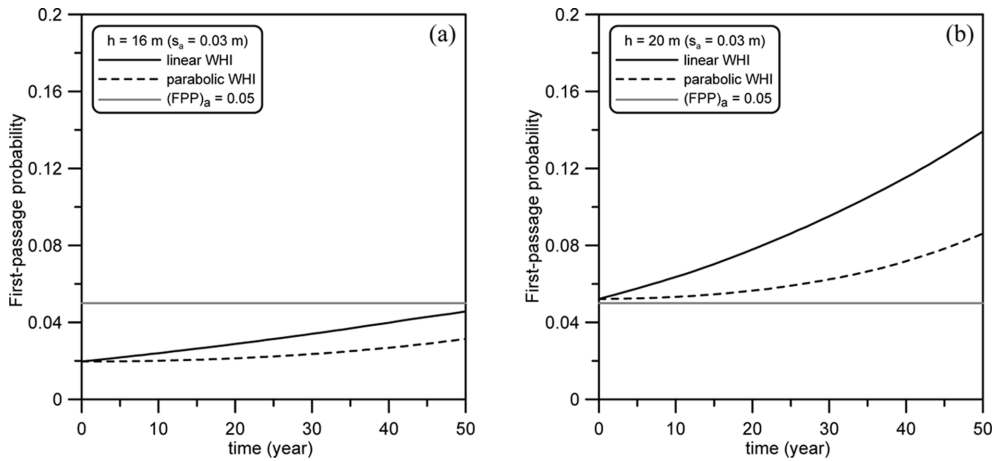 (a)
h = 16 m (sa = 0.03 m)
linear WHI
parabolic WHI
(FPP)a = 0.05
First-passage probability
0.2
0.16
0.12
0.08
0.04
0
0 10 20 30 40 50
time (year)
(b)
h = 20 m (sa = 0.03 m)
linear WHI
parabolic WHI
(FPP)a = 0.05
First-passage probability
0.2
0.16
0.12
0.08
0.04
0
0 10 20 30 40 50
time (year)